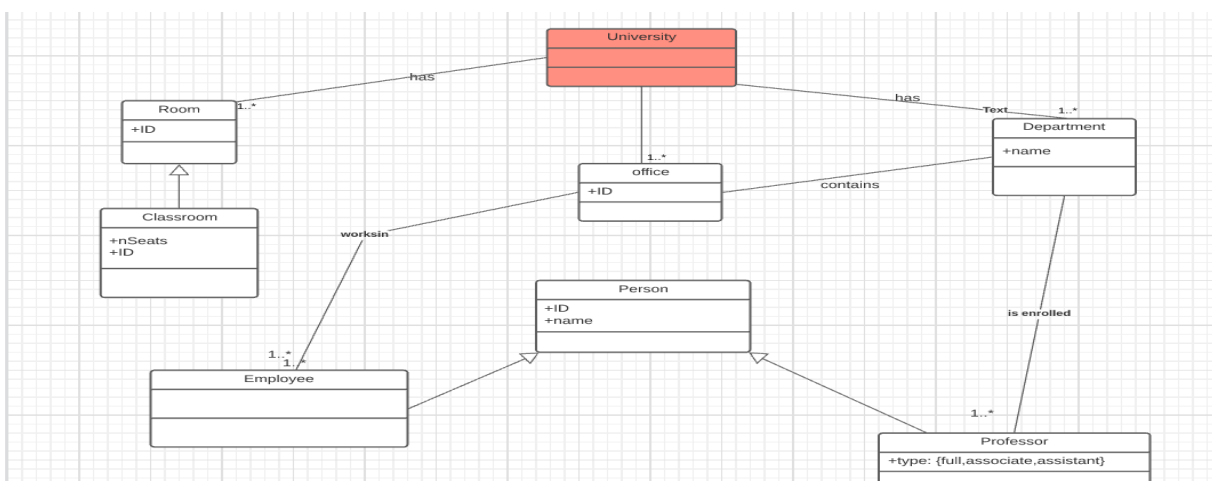 University
has
has
1..*
Text
1..*
Room
+ID
Department
+name
1..*
office
+ID
contains
Classroom
+nSeats
+ID
worksin
Person
+ID
+name
is enrolled
1..*
1..*
Employee
1..*
Professor
+type: {full,associate,assistant}